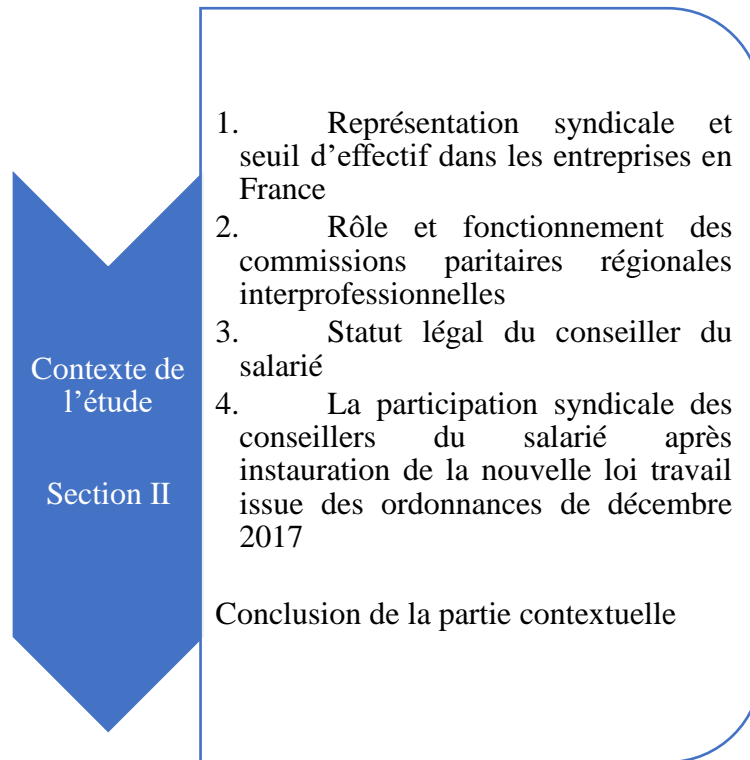 Contexte de
l’étude
Section II
1. Représentation syndicale et
seuil d’effectif dans les entreprises en
France
2. Rôle et fonctionnement des
commissions paritaires régionales
interprofessionnelles
3. Statut légal du conseiller du
salarié
4. La participation syndicale des
conseillers du salarié après
instauration de la nouvelle loi travail
issue des ordonnances de décembre
2017
Conclusion de la partie contextuelle